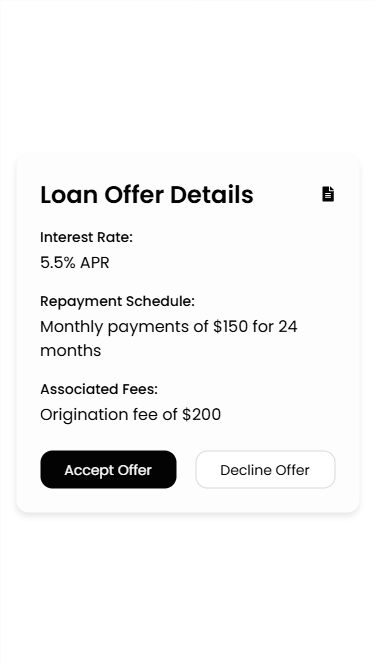 Loan Offer Details
Interest Rate:
5.5% APR
Repayment Schedule:
Monthly payments of $150 for 24
months
Associated Fees:
Origination fee of $200
Accept Offer
Decline Offer